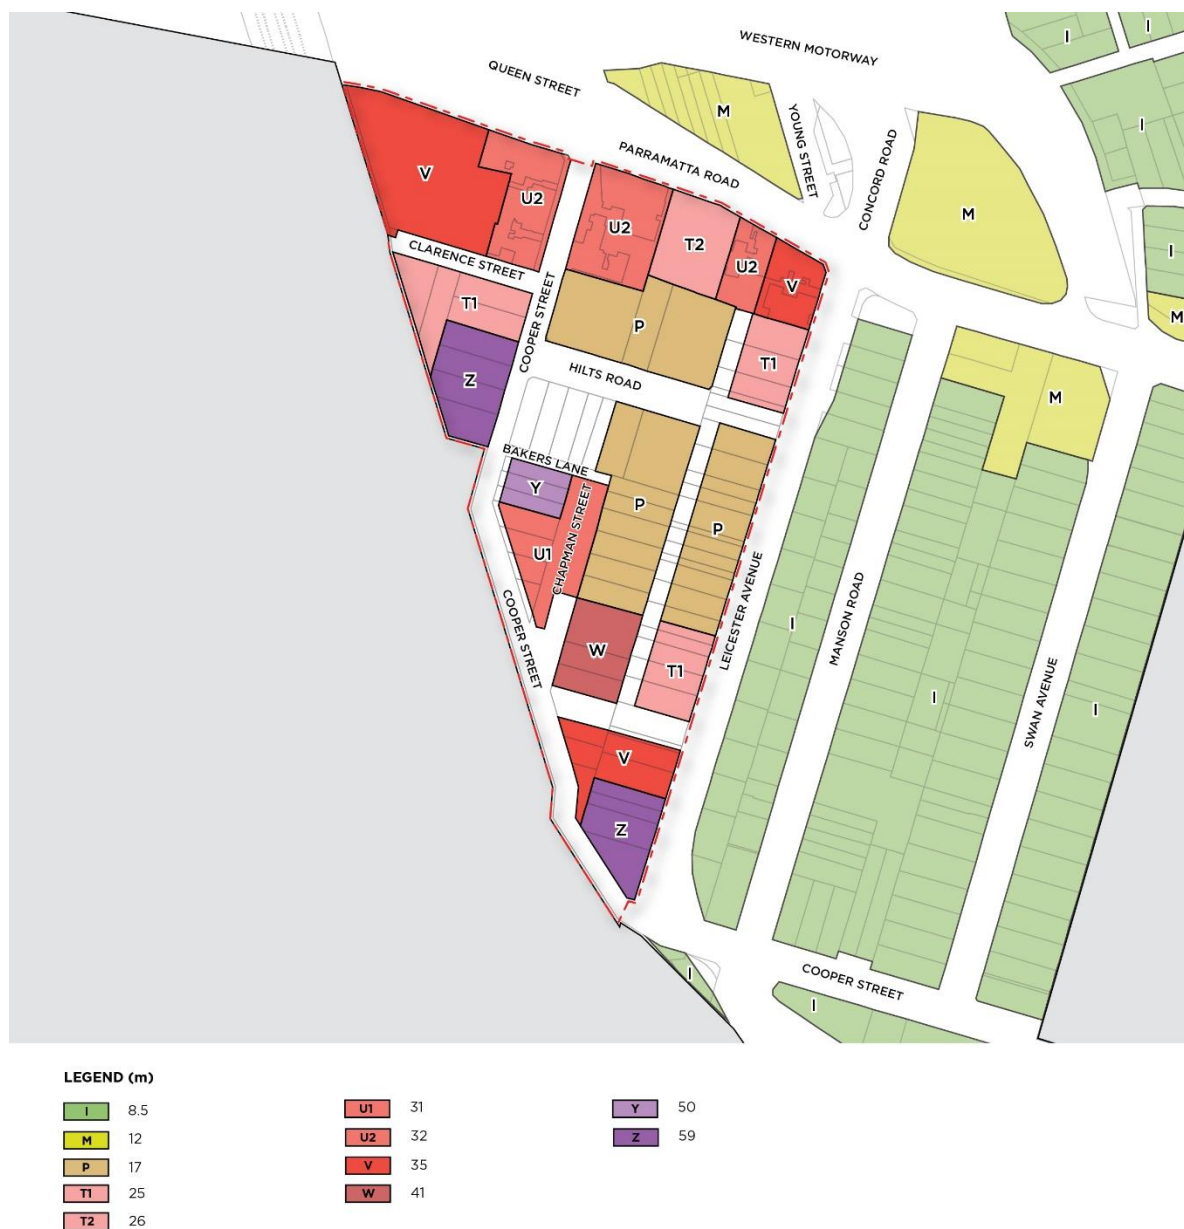 WESTERN MOTORWAY
QUEEN STREET
PARRAMATTA ROAD
YOUNG STREET
CONCORD ROAD
I
I
I
I
M
M
M
M
V
U2
U2
T2
U2
V
CLARENCE STREET
T1
Z
COOPER STREET
P
T1
HILTS ROAD
BAKERS LANE
Y
U1
CHAPMAN STREET
P
P
COOPER STREET
W
T1
LEICESTER AVENUE
V
Z
I
MANSON ROAD
I
SWAN AVENUE
I
I
COOPER STREET
I
LEGEND (m)
I 8.5
M 12
P 17
T1 25
T2 26
U1 31
U2 32
V 35
W 41
Y 50
Z 59